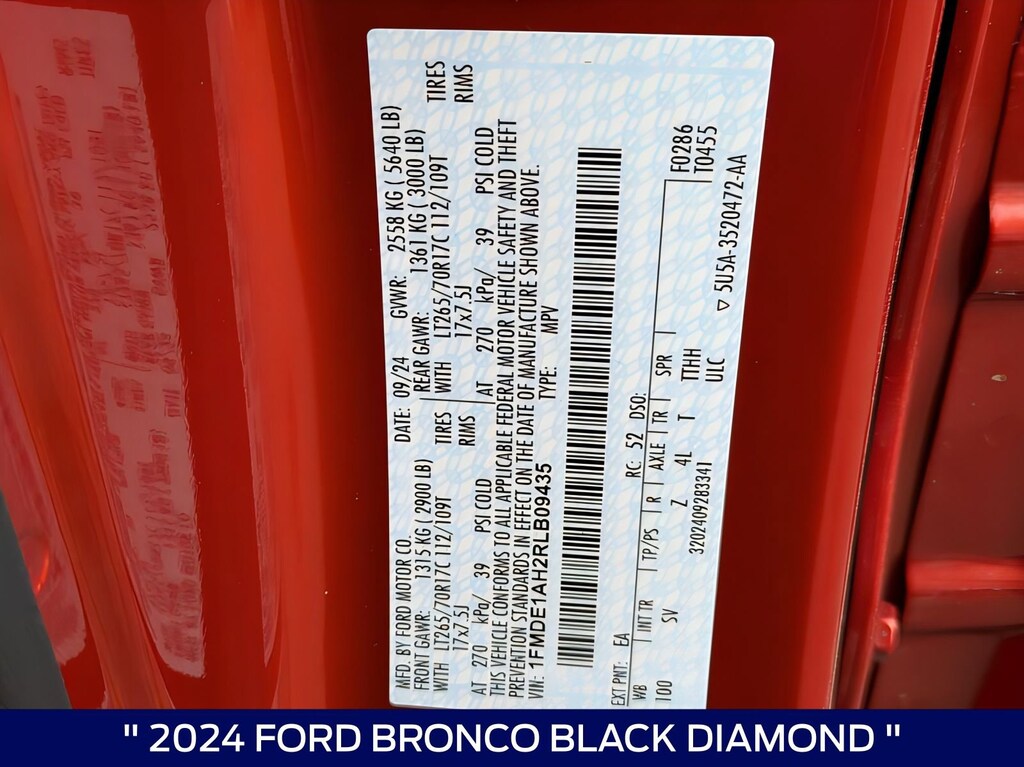 MFD. BY FORD MOTOR CO. DATE: 09/24 GVWR: 2558 KG ( 5640 LB)
FRONT GAWR: 1315 KG ( 2900 LB) REAR GAWR: 1361 KG ( 3000 LB)
WITH LT265/70R17C 112/109T TIRES WITH LT265/70R17C 112/109T TIRES
17x7.5J RIMS 17x7.5J RIMS
AT 270 kPa/ 39 PSI COLD AT 270 kPa/ 39 PSI COLD
THIS VEHICLE CONFORMS TO ALL APPLICABLE FEDERAL MOTOR VEHICLE SAFETY AND THEFT
PREVENTION STANDARDS IN EFFECT ON THE DATE OF MANUFACTURE SHOWN ABOVE.
VIN: 1FMDE1AH2RLB09435 TYPE: MPV
EXT PNT: EA RC: 52 DSO: F0286
WB INT TR TP/PS R AXLE TR SPR T0455
100 SV Z 4L T TTHH
3202409283341 ULC
▽ 5U5A-3520472-AA
" 2024 FORD BRONCO BLACK DIAMOND "